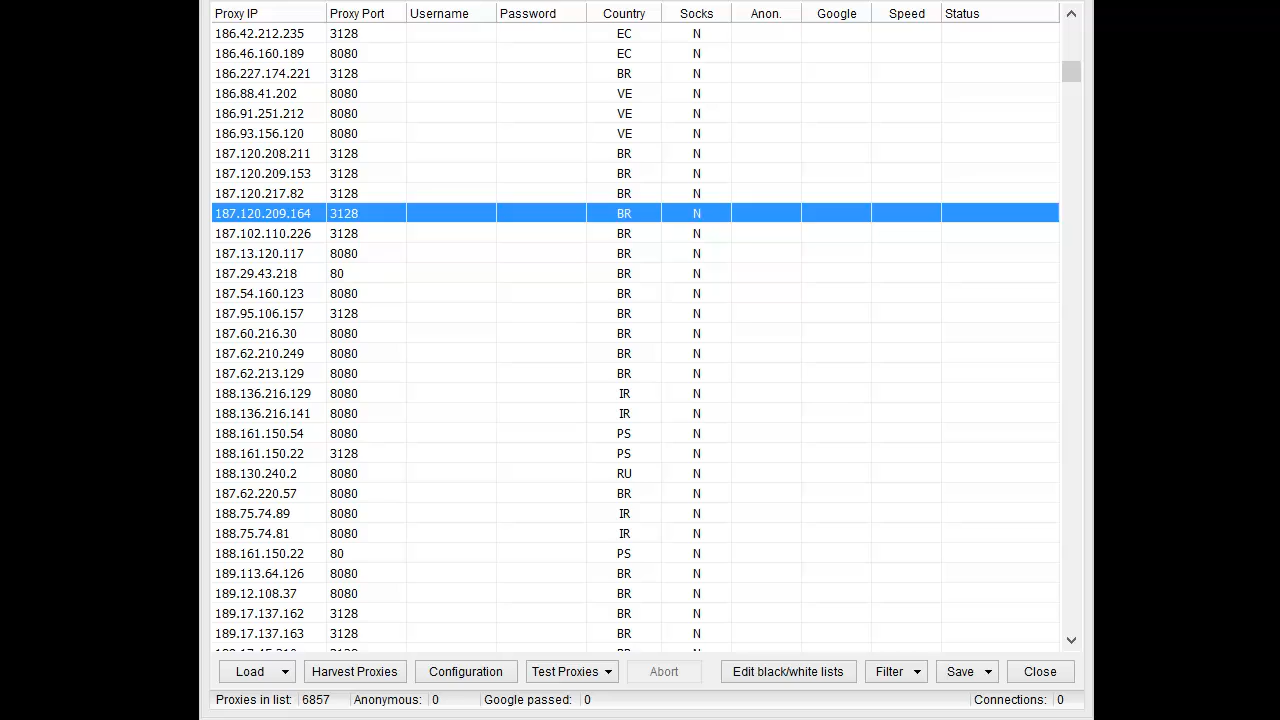 Proxy IP Proxy Port Username Password Country Socks Anon. Google Speed Status
186.42.212.235 3128 EC N
186.46.160.189 8080 EC N
186.227.174.221 3128 BR N
186.88.41.202 8080 VE N
186.91.251.212 8080 VE N
186.93.156.120 8080 VE N
187.120.208.211 3128 BR N
187.120.209.153 3128 BR N
187.120.217.82 3128 BR N
187.120.209.164 3128 BR N
187.102.110.226 3128 BR N
187.13.120.117 8080 BR N
187.29.43.218 80 BR N
187.54.160.123 8080 BR N
187.95.106.157 3128 BR N
187.60.216.30 8080 BR N
187.62.210.249 8080 BR N
187.62.213.129 8080 BR N
188.136.216.129 8080 IR N
188.136.216.141 8080 IR N
188.161.150.54 8080 PS N
188.161.150.22 3128 PS N
188.130.240.2 8080 RU N
187.62.220.57 8080 BR N
188.75.74.89 8080 IR N
188.75.74.81 8080 IR N
188.161.150.22 80 PS N
189.113.64.126 8080 BR N
189.12.108.37 8080 BR N
189.17.137.162 3128 BR N
189.17.137.163 3128 BR N
Load Harvest Proxies Configuration Test Proxies Abort Edit black/white lists Filter Save Close
Proxies in list: 6857 Anonymous: 0 Google passed: 0 Connections: 0